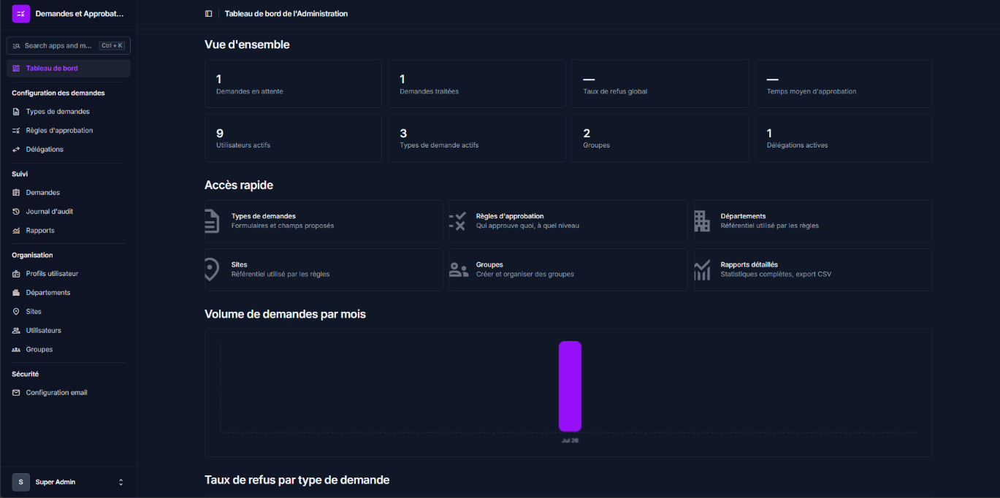 Demandes et Approbat...
Search apps and m... Ctrl + K
Tableau de bord
Configuration des demandes
Types de demandes
Règles d'approbation
Délégations
Suivi
Demandes
Journal d'audit
Rapports
Organisation
Profils utilisateur
Départements
Sites
Utilisateurs
Groupes
Sécurité
Configuration email
S Super Admin
Tableau de bord de l'Administration
Vue d'ensemble
1
Demandes en attente
1
Demandes traitées
—
Taux de refus global
—
Temps moyen d'approbation
9
Utilisateurs actifs
3
Types de demande actifs
2
Groupes
1
Délégations actives
Accès rapide
Types de demandes
Formulaires et champs proposés
Règles d'approbation
Qui approuve quoi, à quel niveau
Départements
Référentiel utilisé par les règles
Sites
Référentiel utilisé par les règles
Groupes
Créer et organiser des groupes
Rapports détaillés
Statistiques complètes, export CSV
Volume de demandes par mois
Jul 26
Taux de refus par type de demande